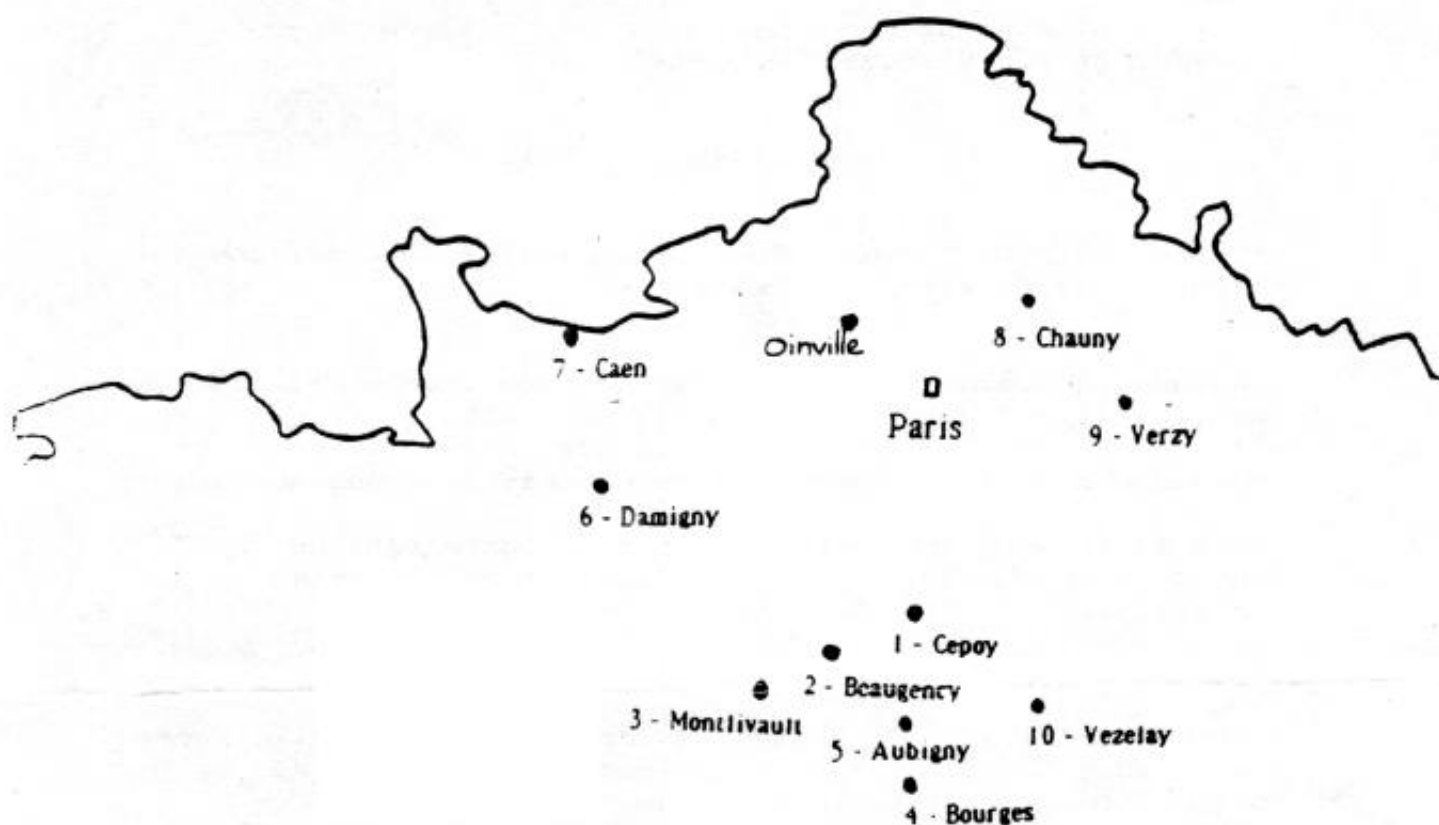 Oinville
8 - Chauny
7 - Caen
Paris
9 - Verzy
6 - Damigny
1 - Cepoy
2 - Beaugency
3 - Montlivault
10 - Vezelay
5 - Aubigny
4 - Bourges